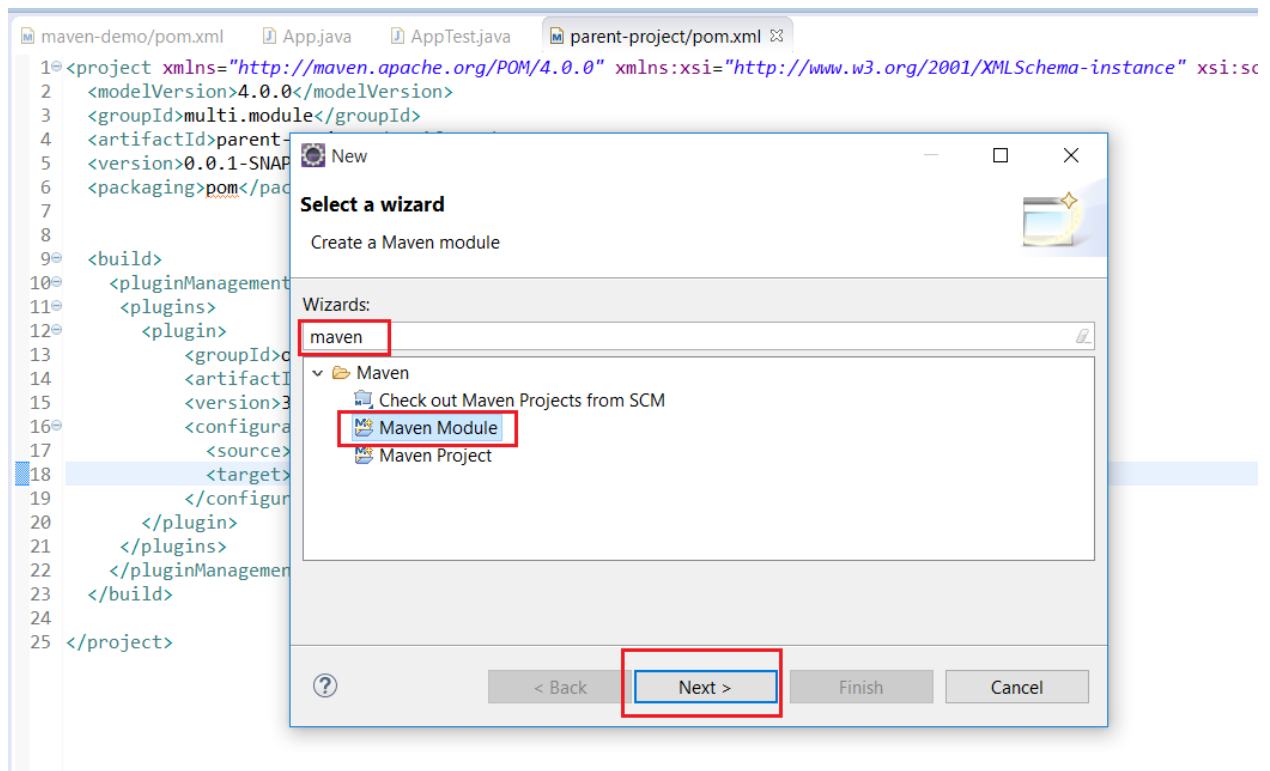 maven-demo/pom.xml App.java AppTest.java parent-project/pom.xml
1 <project xmlns="http://maven.apache.org/POM/4.0.0" xmlns:xsi="http://www.w3.org/2001/XMLSchema-instance" xsi:sc
2 <modelVersion>4.0.0</modelVersion>
3 <groupId>multi.module</groupId>
4 <artifactId>parent-
5 <version>0.0.1-SNAP
6 <packaging>pom</pac
7
8
9 <build>
10 <pluginManagement
11 <plugins>
12 <plugin>
13 <groupId>o
14 <artifactI
15 <version>3
16 <configura
17 <source>
18 <target>
19 </configur
20 </plugin>
21 </plugins>
22 </pluginManagemen
23 </build>
24
25 </project>
New
Select a wizard
Create a Maven module
Wizards:
maven
Maven
Check out Maven Projects from SCM
Maven Module
Maven Project
< Back Next > Finish Cancel